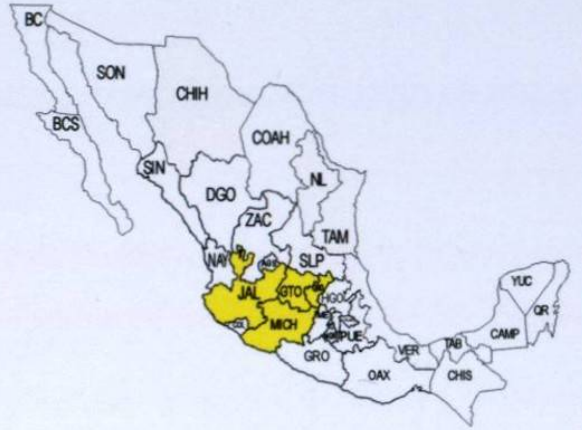 BC
SON
CHIH
BCS
COAH
SIN
NL
DGO
ZAC
TAM
NAY
SLP
JAL
GTO
HGO
MICH
PUE
GRO
OAX
VER
TAB
CAMP
YUC
QR
CHIS